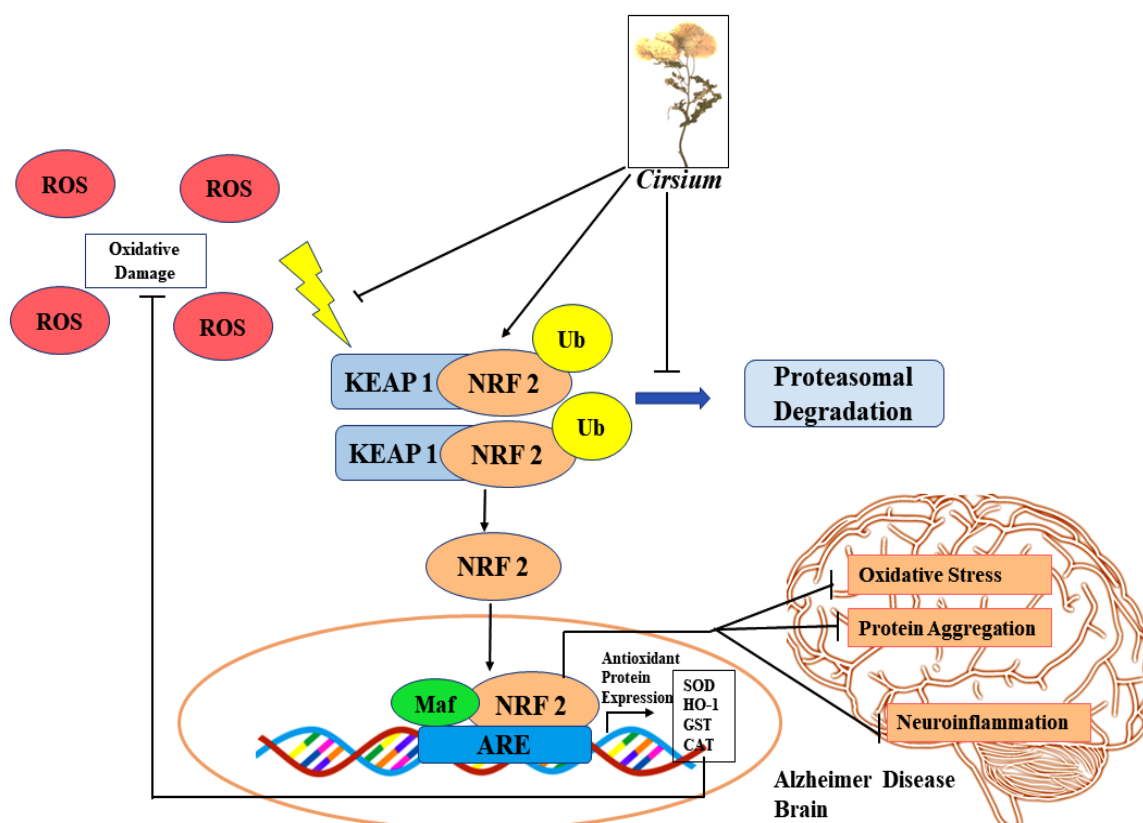 Cirsium
ROS
ROS
Oxidative
Damage
ROS
ROS
Ub
KEAP 1
NRF 2
Proteasomal
Degradation
Ub
KEAP 1
NRF 2
NRF 2
Oxidative Stress
Protein Aggregation
Neuroinflammation
Alzheimer Disease
Brain
Antioxidant
Protein
Expression
SOD
HO-1
GST
CAT
Maf
NRF 2
ARE